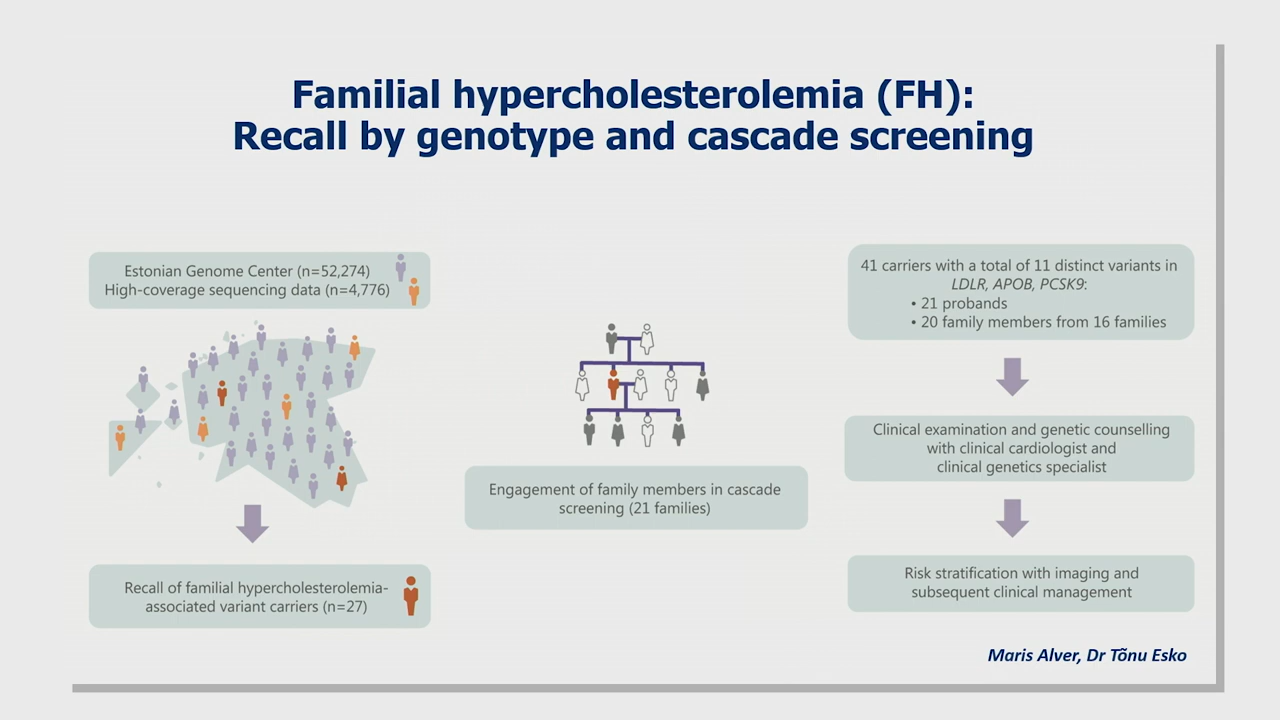 Familial hypercholesterolemia (FH):
Recall by genotype and cascade screening
Estonian Genome Center (n=52,274)
High-coverage sequencing data (n=4,776)
Recall of familial hypercholesterolemia-
associated variant carriers (n=27)
Engagement of family members in cascade
screening (21 families)
41 carriers with a total of 11 distinct variants in
LDLR, APOB, PCSK9:
• 21 probands
• 20 family members from 16 families
Clinical examination and genetic counselling
with clinical cardiologist and
clinical genetics specialist
Risk stratification with imaging and
subsequent clinical management
Maris Alver, Dr Tõnu Esko